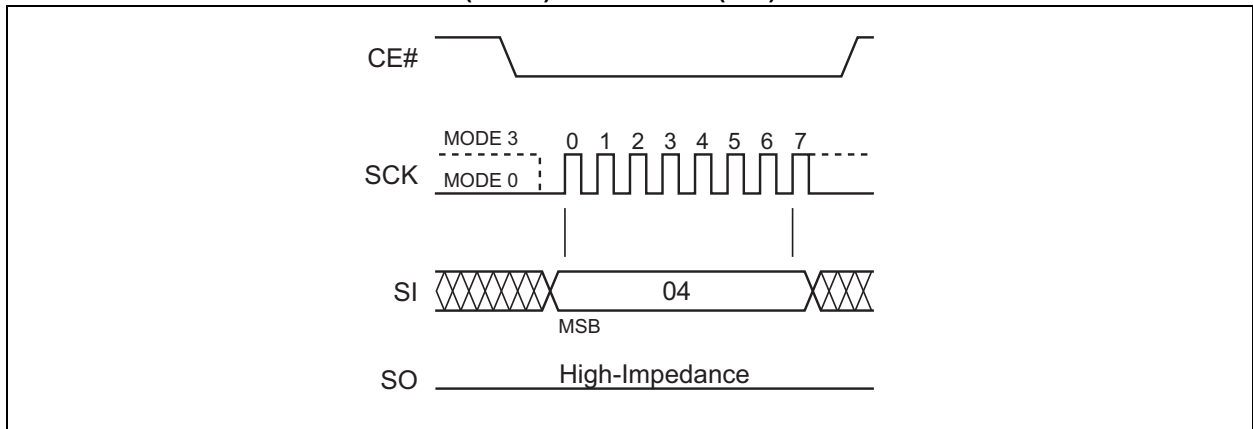 CE#
MODE 3
0 1 2 3 4 5 6 7
SCK
MODE 0
SI
04
MSB
SO
High-Impedance